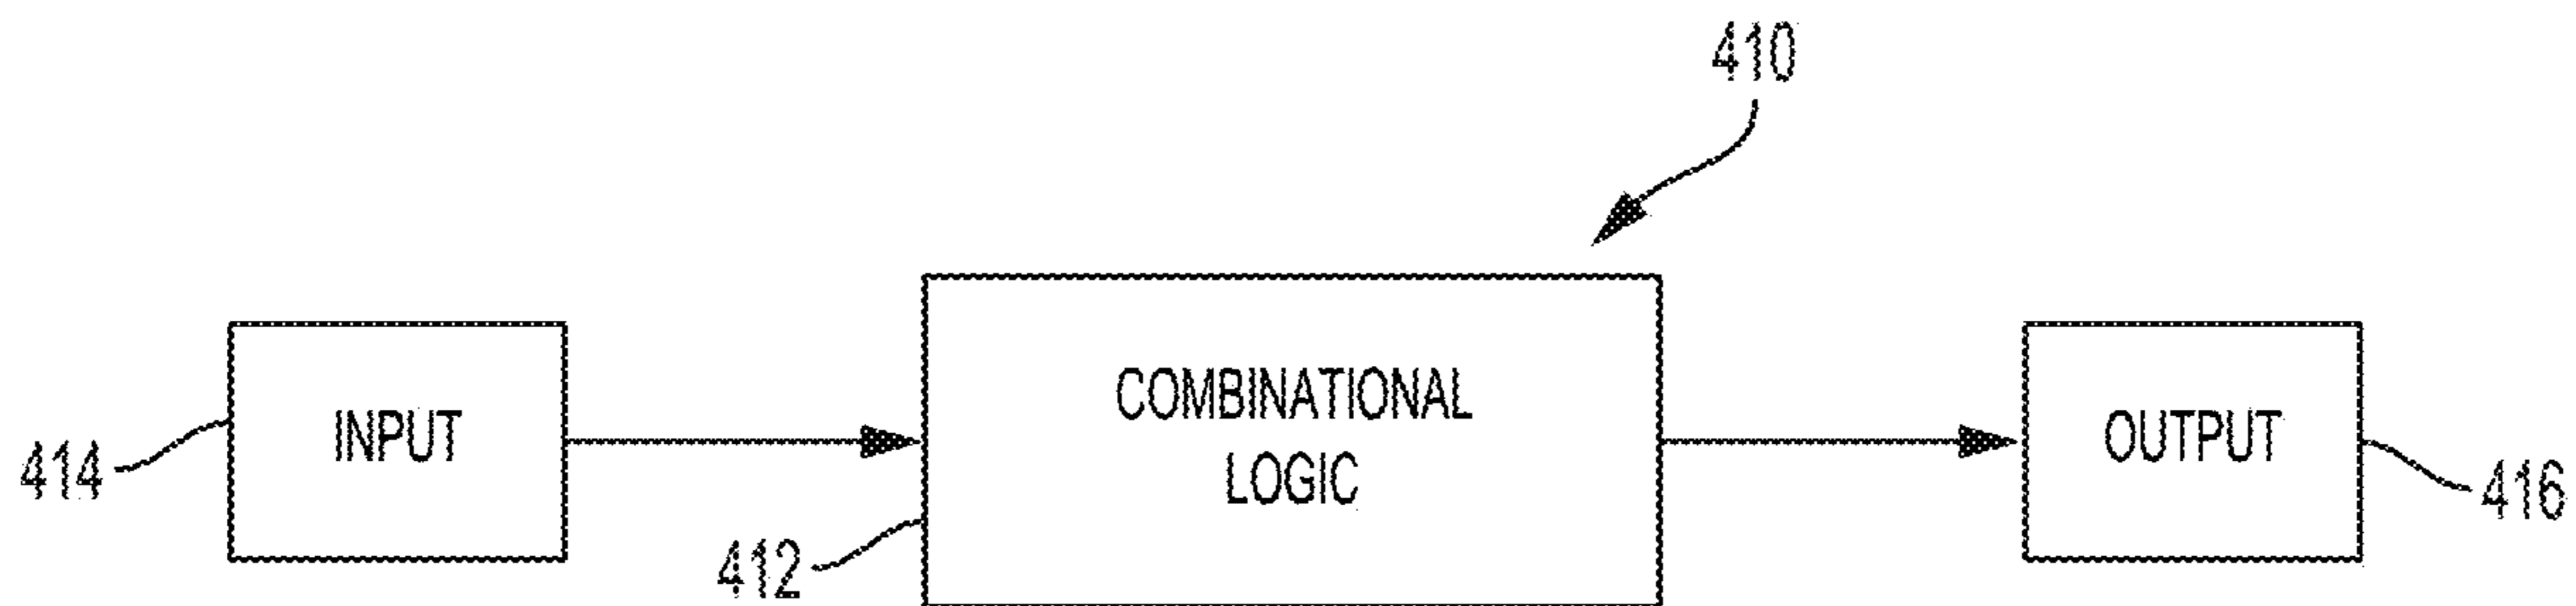 410
INPUT
COMBINATIONAL
LOGIC
OUTPUT
414
412
416